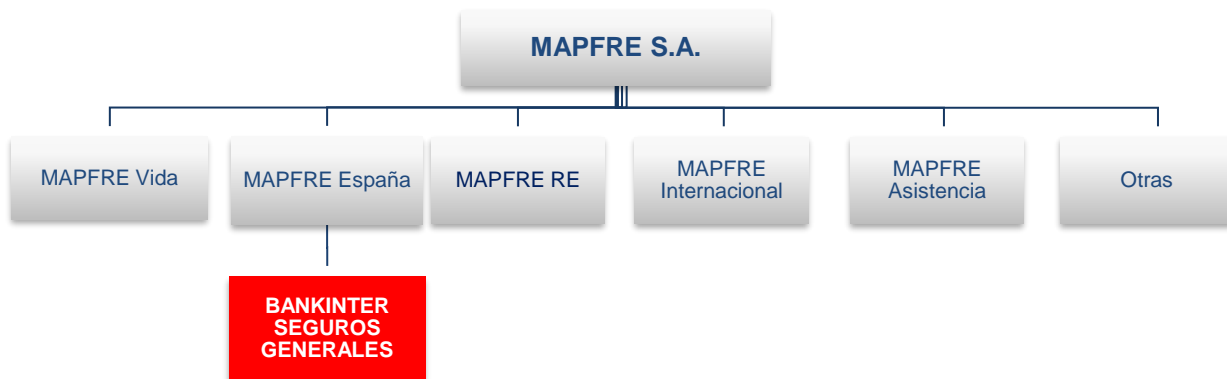 MAPFRE S.A.
MAPFRE Vida
MAPFRE España
MAPFRE RE
MAPFRE
Internacional
MAPFRE
Asistencia
Otras
BANKINTER
SEGUROS
GENERALES